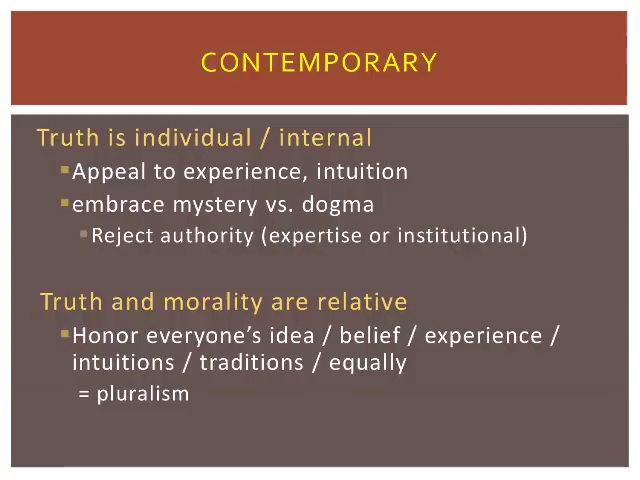 CONTEMPORARY
Truth is individual / internal
▪Appeal to experience, intuition
▪embrace mystery vs. dogma
▪Reject authority (expertise or institutional)
Truth and morality are relative
▪Honor everyone’s idea / belief / experience /
intuitions / traditions / equally
= pluralism